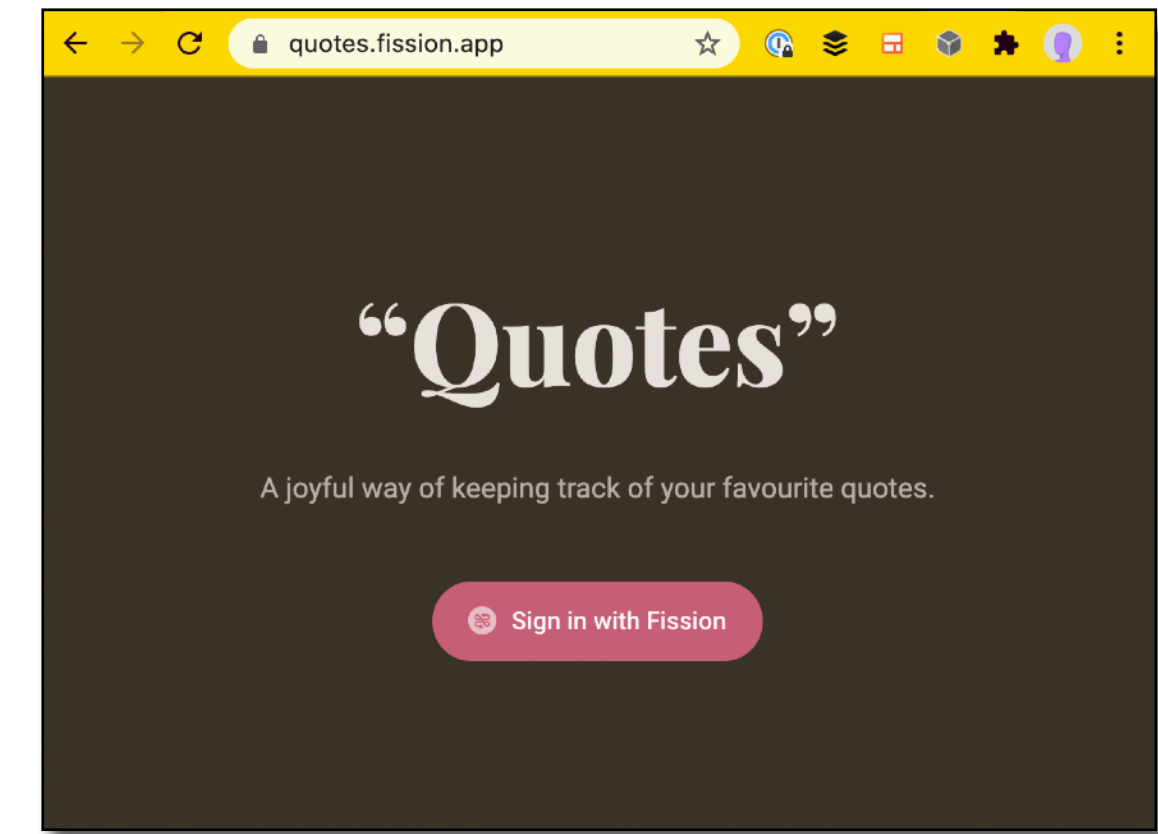 quotes.fission.app
“Quotes”
A joyful way of keeping track of your favourite quotes.
Sign in with Fission